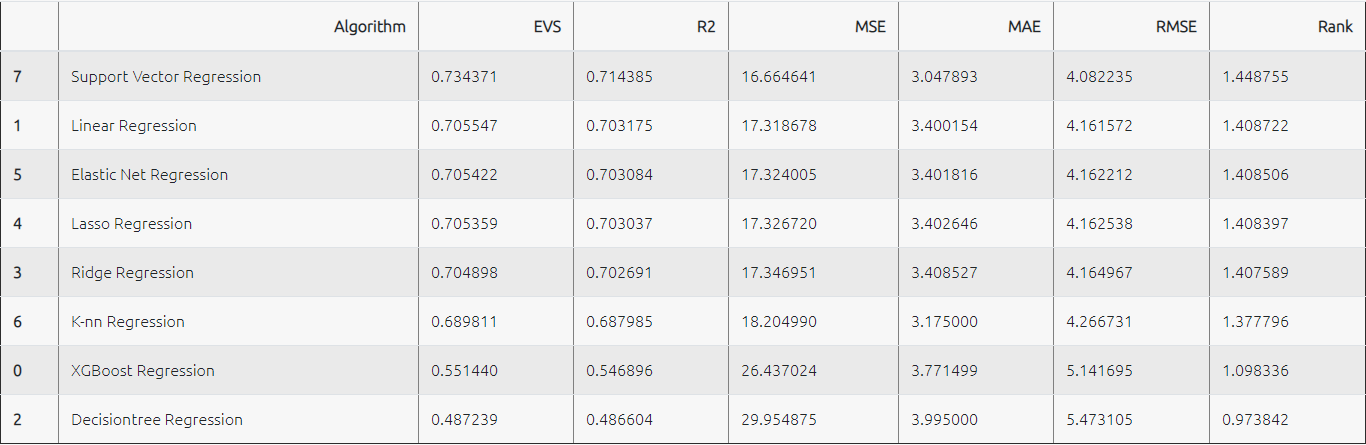 Algorithm EVS R2 MSE MAE RMSE Rank
7 Support Vector Regression 0.734371 0.714385 16.664641 3.047893 4.082235 1.448755
1 Linear Regression 0.705547 0.703175 17.318678 3.400154 4.161572 1.408722
5 Elastic Net Regression 0.705422 0.703084 17.324005 3.401816 4.162212 1.408506
4 Lasso Regression 0.705359 0.703037 17.326720 3.402646 4.162538 1.408397
3 Ridge Regression 0.704898 0.702691 17.346951 3.408527 4.164967 1.407589
6 K-nn Regression 0.689811 0.687985 18.204990 3.175000 4.266731 1.377796
0 XGBoost Regression 0.551440 0.546896 26.437024 3.771499 5.141695 1.098336
2 Decisiontree Regression 0.487239 0.486604 29.954875 3.995000 5.473105 0.973842